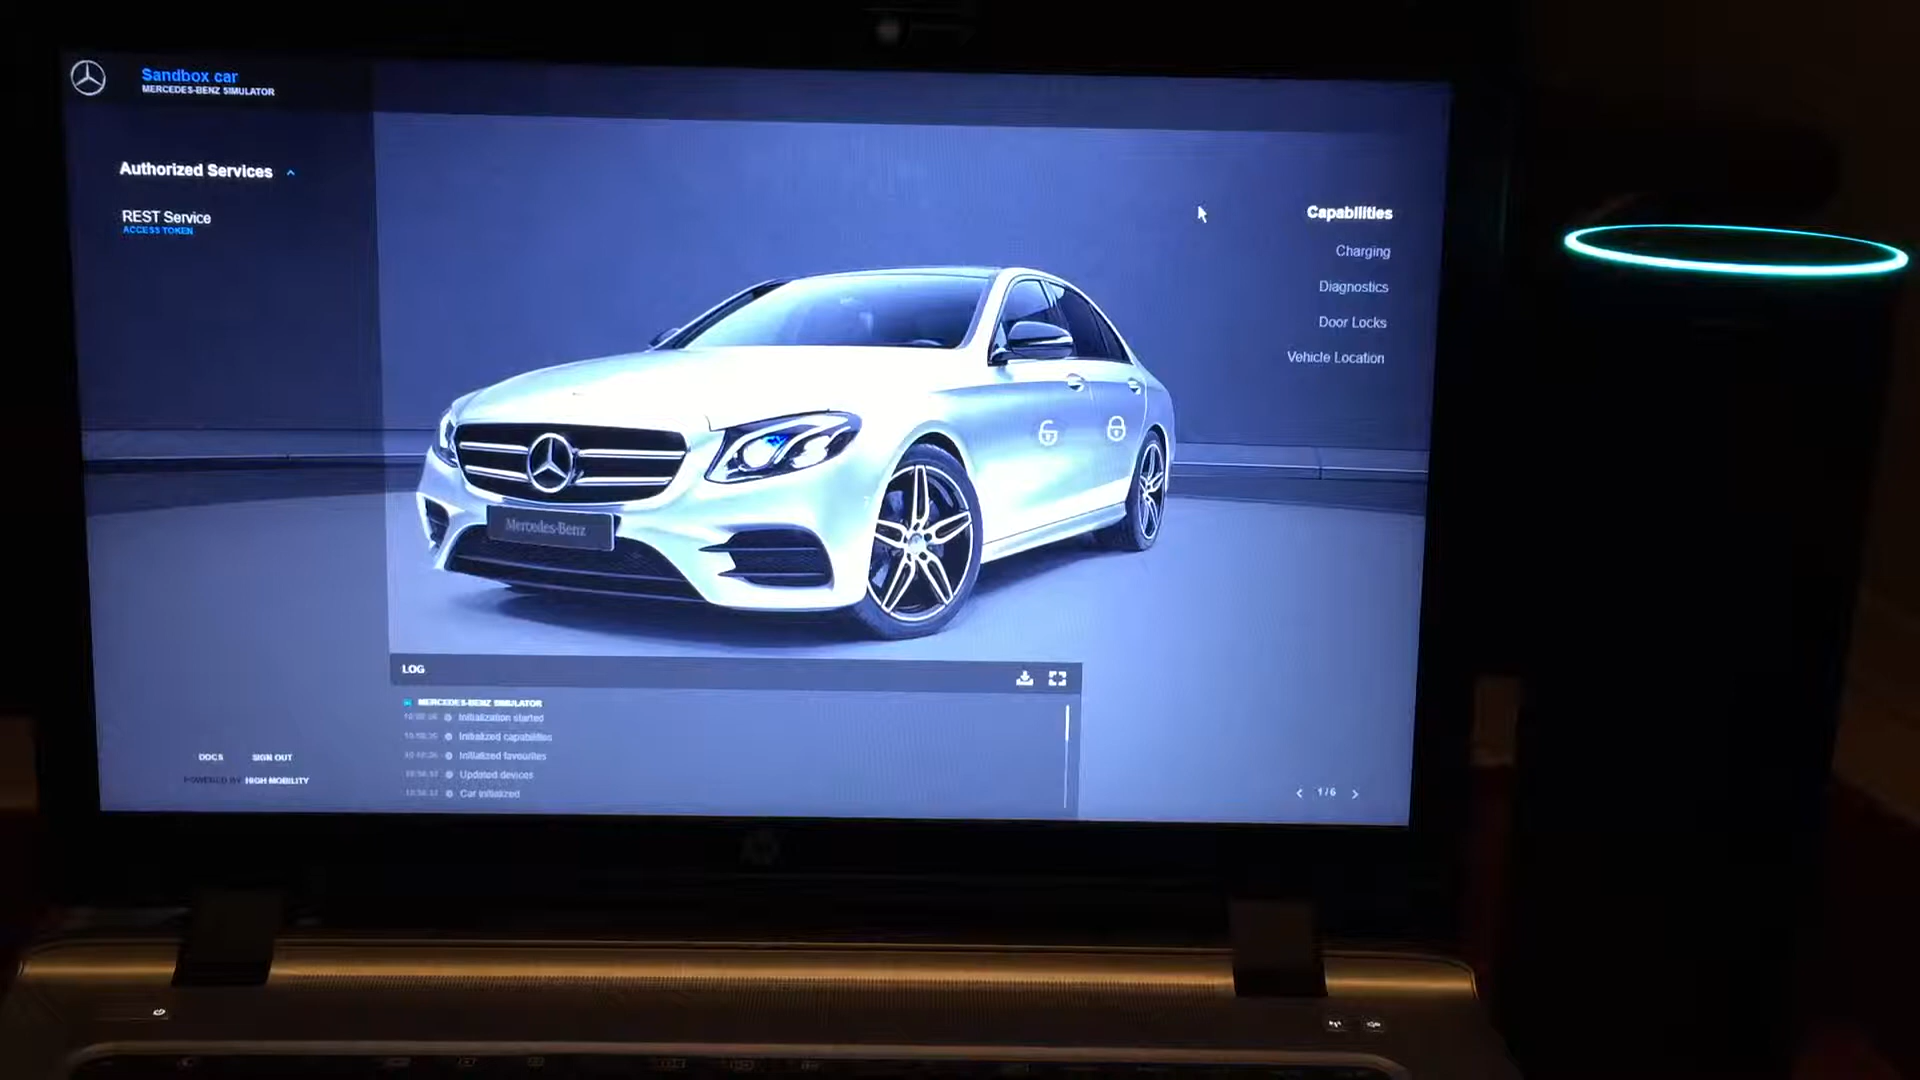 Sandbox car
MERCEDES-BENZ SIMULATOR
Authorized Services
REST Service
ACCESS TOKEN
Capabilities
Charging
Diagnostics
Door Locks
Vehicle Location
Mercedes-Benz
LOG
MERCEDES-BENZ SIMULATOR
Initialization started
Initialized capabilities
Initialized favourites
Updated devices
Car initialized
DOCS SIGN OUT
POWERED BY HIGH MOBILITY
1/6